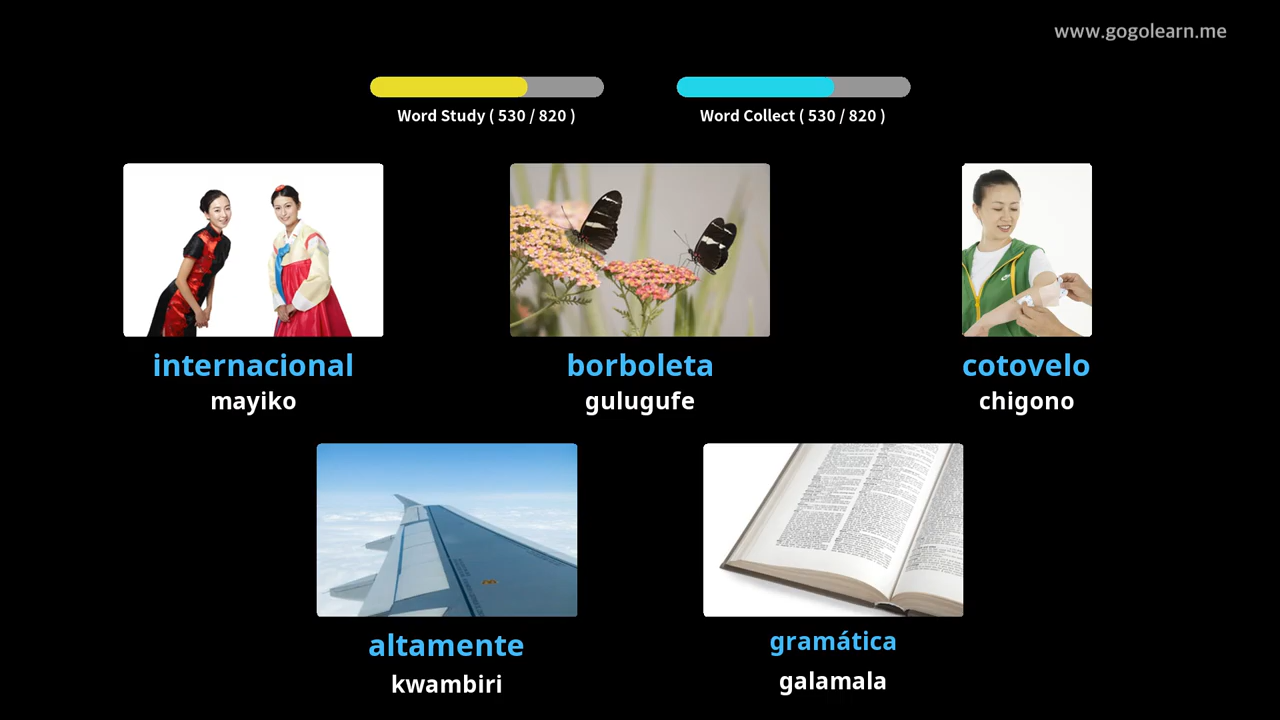 www.gogolearn.me
Word Study ( 530 / 820 )
Word Collect ( 530 / 820 )
internacional
mayiko
borboleta
gulugufe
cotovelo
chigono
altamente
kwambiri
gramática
galamala